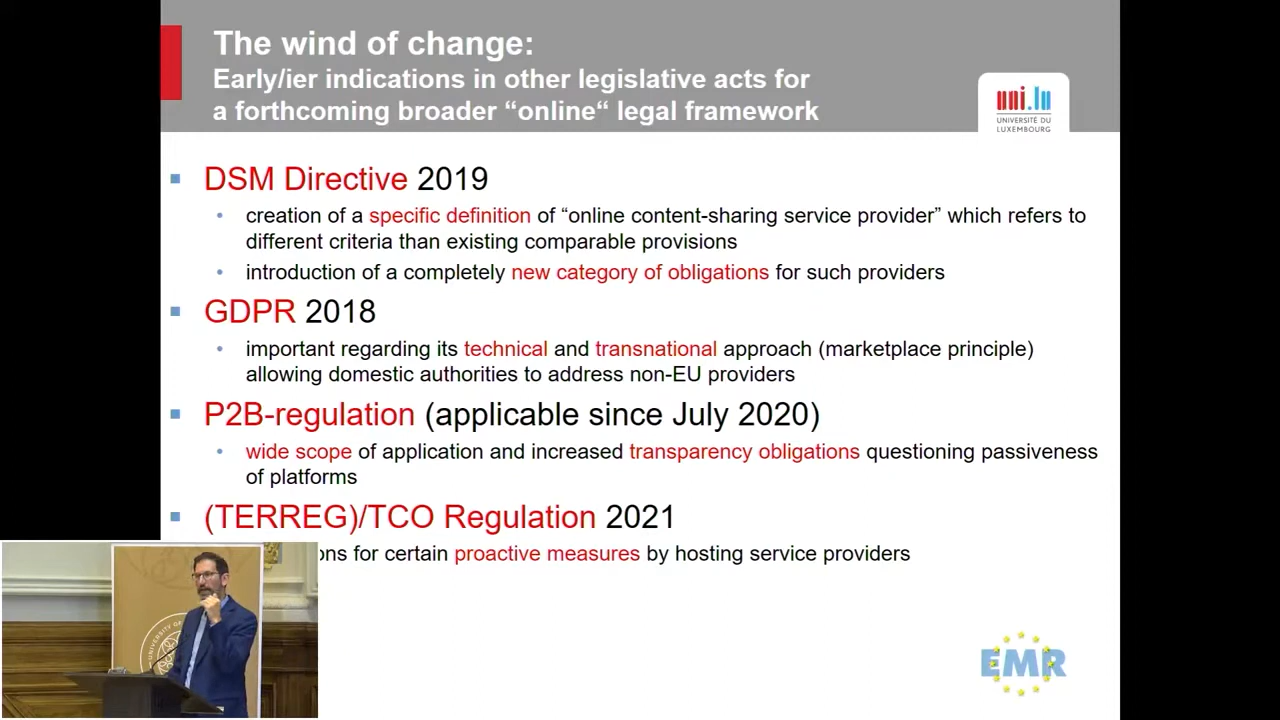 The wind of change:
Early/ier indications in other legislative acts for
a forthcoming broader “online“ legal framework
uni.lu
UNIVERSITÉ DU
LUXEMBOURG
DSM Directive 2019
creation of a specific definition of “online content-sharing service provider” which refers to
different criteria than existing comparable provisions
introduction of a completely new category of obligations for such providers
GDPR 2018
important regarding its technical and transnational approach (marketplace principle)
allowing domestic authorities to address non-EU providers
P2B-regulation (applicable since July 2020)
wide scope of application and increased transparency obligations questioning passiveness
of platforms
(TERREG)/TCO Regulation 2021
for certain proactive measures by hosting service providers
UNIVERSITY OF
EMR